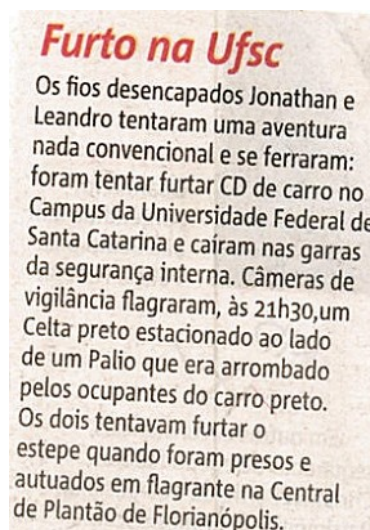 Furto na Ufsc
Os fios desencapados Jonathan e
Leandro tentaram uma aventura
nada convencional e se ferraram:
foram tentar furtar CD de carro no
Campus da Universidade Federal de
Santa Catarina e caíram nas garras
da segurança interna. Câmeras de
vigilância flagraram, às 21h30,um
Celta preto estacionado ao lado
de um Palio que era arrombado
pelos ocupantes do carro preto.
Os dois tentavam furtar o
estepe quando foram presos e
autuados em flagrante na Central
de Plantão de Florianópolis.